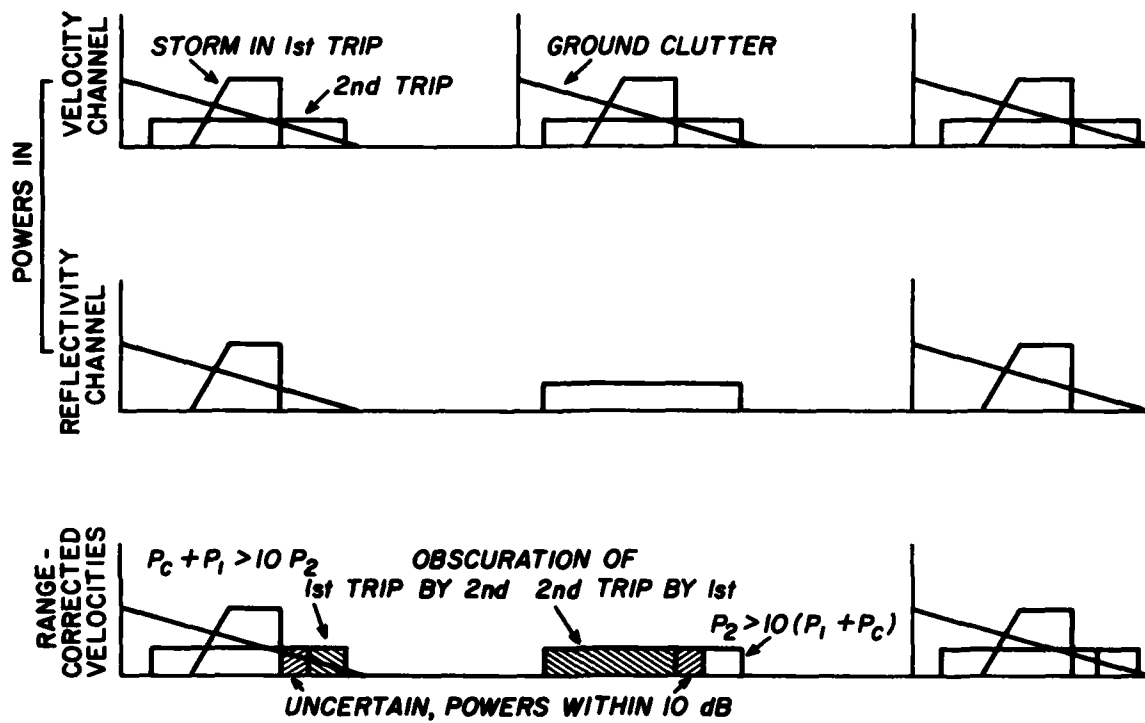 POWERS IN
VELOCITY
CHANNEL
STORM IN 1st TRIP
2nd TRIP
GROUND CLUTTER
REFLECTIVITY
CHANNEL
RANGE-
CORRECTED
VELOCITIES
P_C + P_1 > 10 P_2
OBSCURATION OF
1st TRIP BY 2nd 2nd TRIP BY 1st
P_2 > 10 (P_1 + P_C)
UNCERTAIN, POWERS WITHIN 10 dB